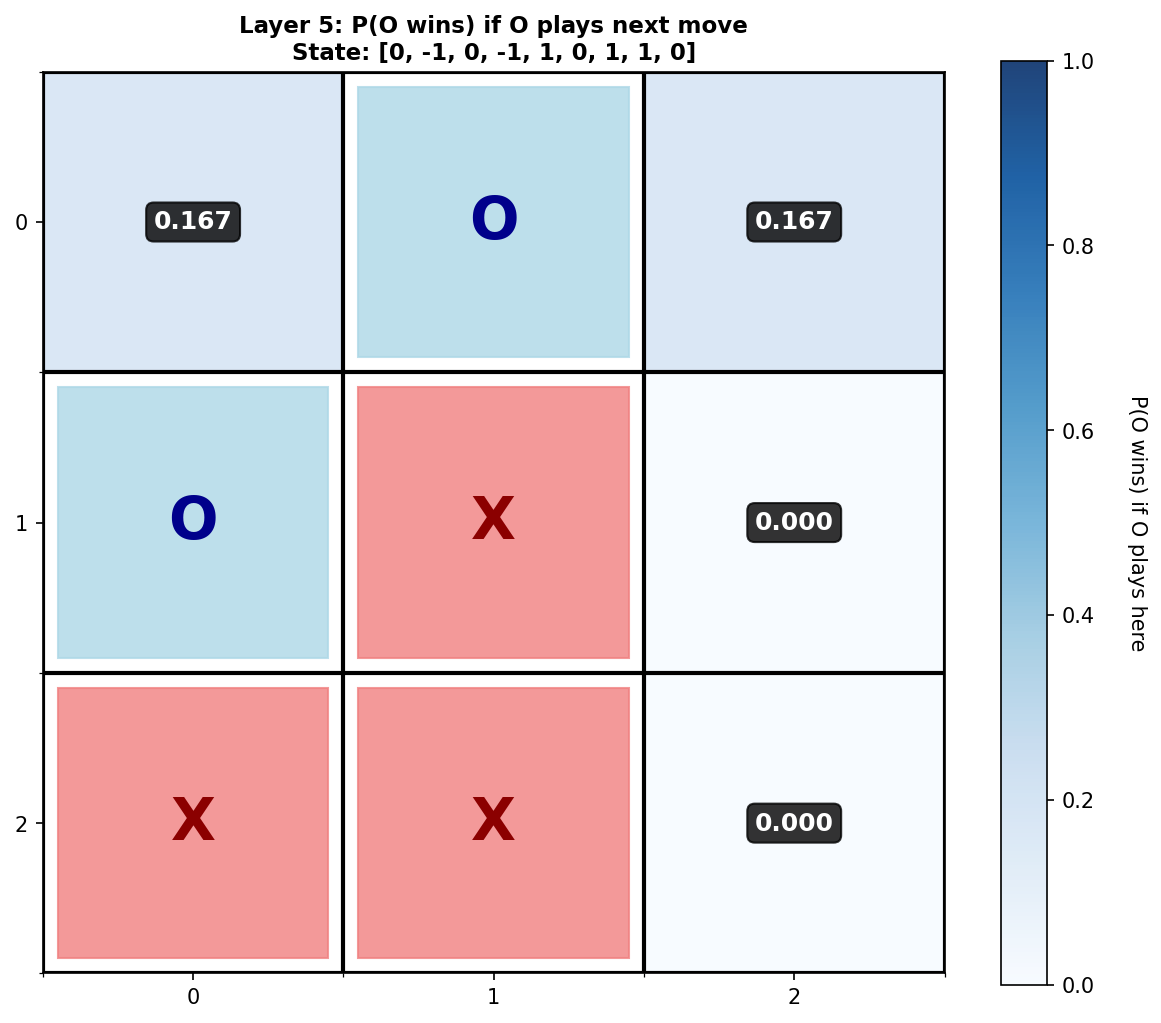 Layer 5: P(O wins) if O plays next move
State: [0, -1, 0, -1, 1, 0, 1, 1, 0]
0
0.167
O
0.167
1
O
X
0.000
2
X
X
0.000
0
1
2
1.0
0.8
0.6
0.4
0.2
0.0
P(O wins) if O plays here